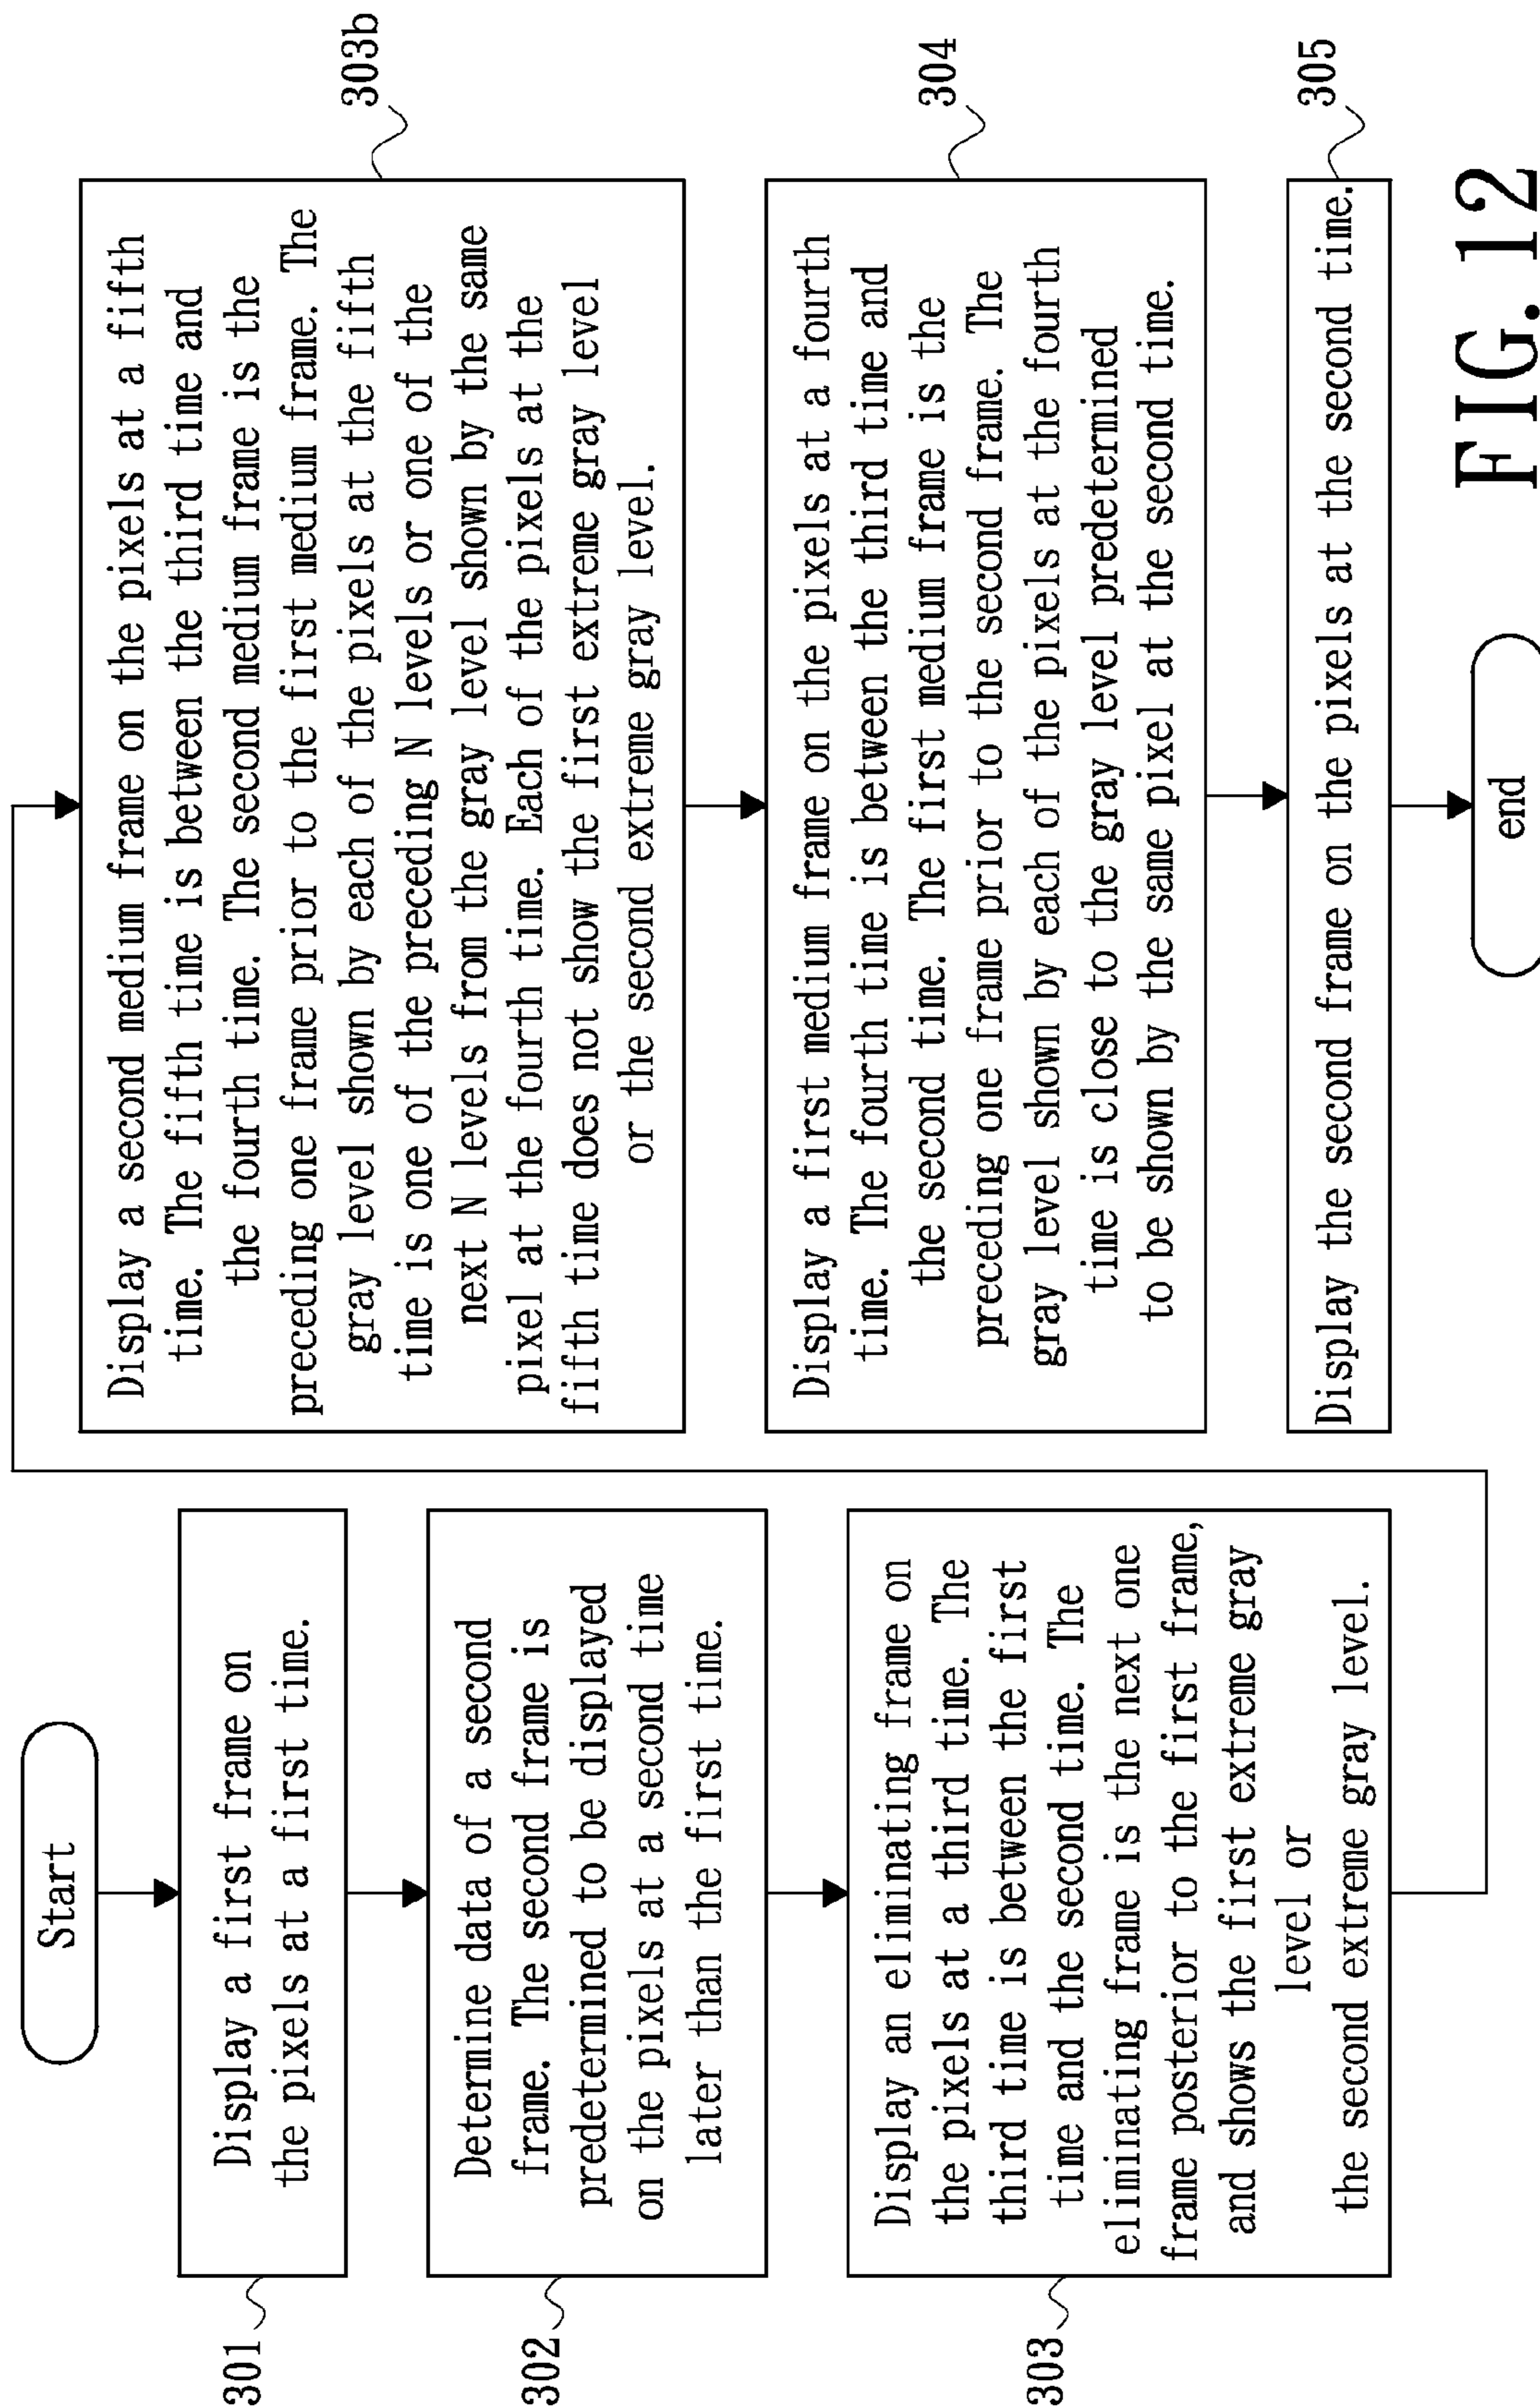 Start
301
Display a first frame on
the pixels at a first time.
302
Determine data of a second
frame. The second frame is
predetermined to be displayed
on the pixels at a second time
later than the first time.
303
Display an eliminating frame on
the pixels at a third time. The
third time is between the first
time and the second time. The
eliminating frame is the next one
frame posterior to the first frame,
and shows the first extreme gray
level or
the second extreme gray level.
303b
Display a second medium frame on the pixels at a fifth
time. The fifth time is between the third time and
the fourth time. The second medium frame is the
preceding one frame prior to the first medium frame. The
gray level shown by each of the pixels at the fifth
time is one of the preceding N levels or one of the
next N levels from the gray level shown by the same
pixel at the fourth time. Each of the pixels at the
fifth time does not show the first extreme gray level
or the second extreme gray level.
304
Display a first medium frame on the pixels at a fourth
time. The fourth time is between the third time and
the second time. The first medium frame is the
preceding one frame prior to the second frame. The
gray level shown by each of the pixels at the fourth
time is close to the gray level predetermined
to be shown by the same pixel at the second time.
305
Display the second frame on the pixels at the second time.
end
FIG. 12